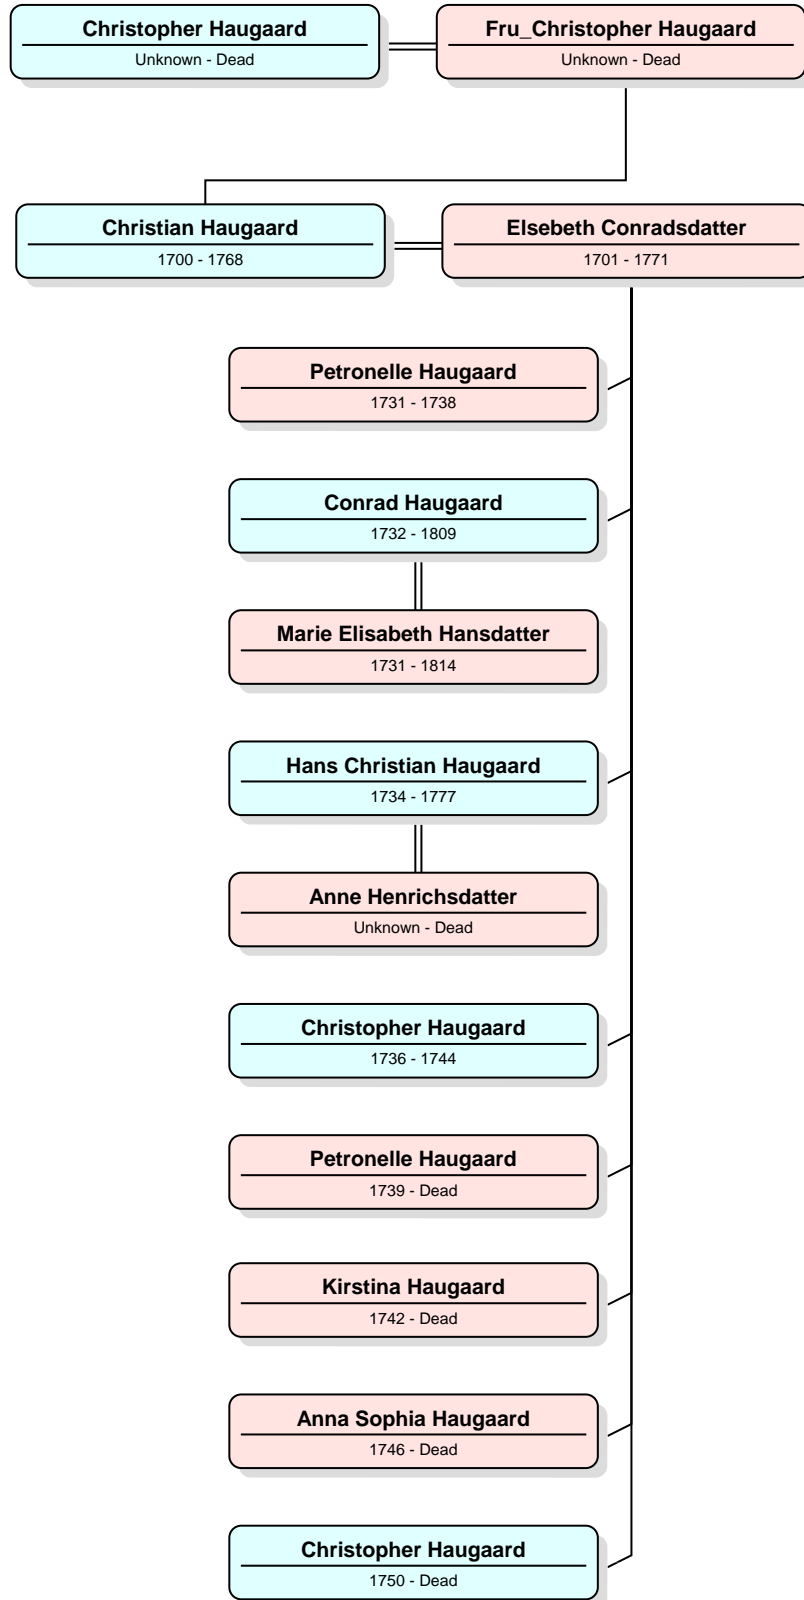 Christopher Haugaard
Unknown - Dead
Fru_Christopher Haugaard
Unknown - Dead
Christian Haugaard
1700 - 1768
Elsebeth Conradsdatter
1701 - 1771
Petronelle Haugaard
1731 - 1738
Conrad Haugaard
1732 - 1809
Marie Elisabeth Hansdatter
1731 - 1814
Hans Christian Haugaard
1734 - 1777
Anne Henrichsdatter
Unknown - Dead
Christopher Haugaard
1736 - 1744
Petronelle Haugaard
1739 - Dead
Kirstina Haugaard
1742 - Dead
Anna Sophia Haugaard
1746 - Dead
Christopher Haugaard
1750 - Dead